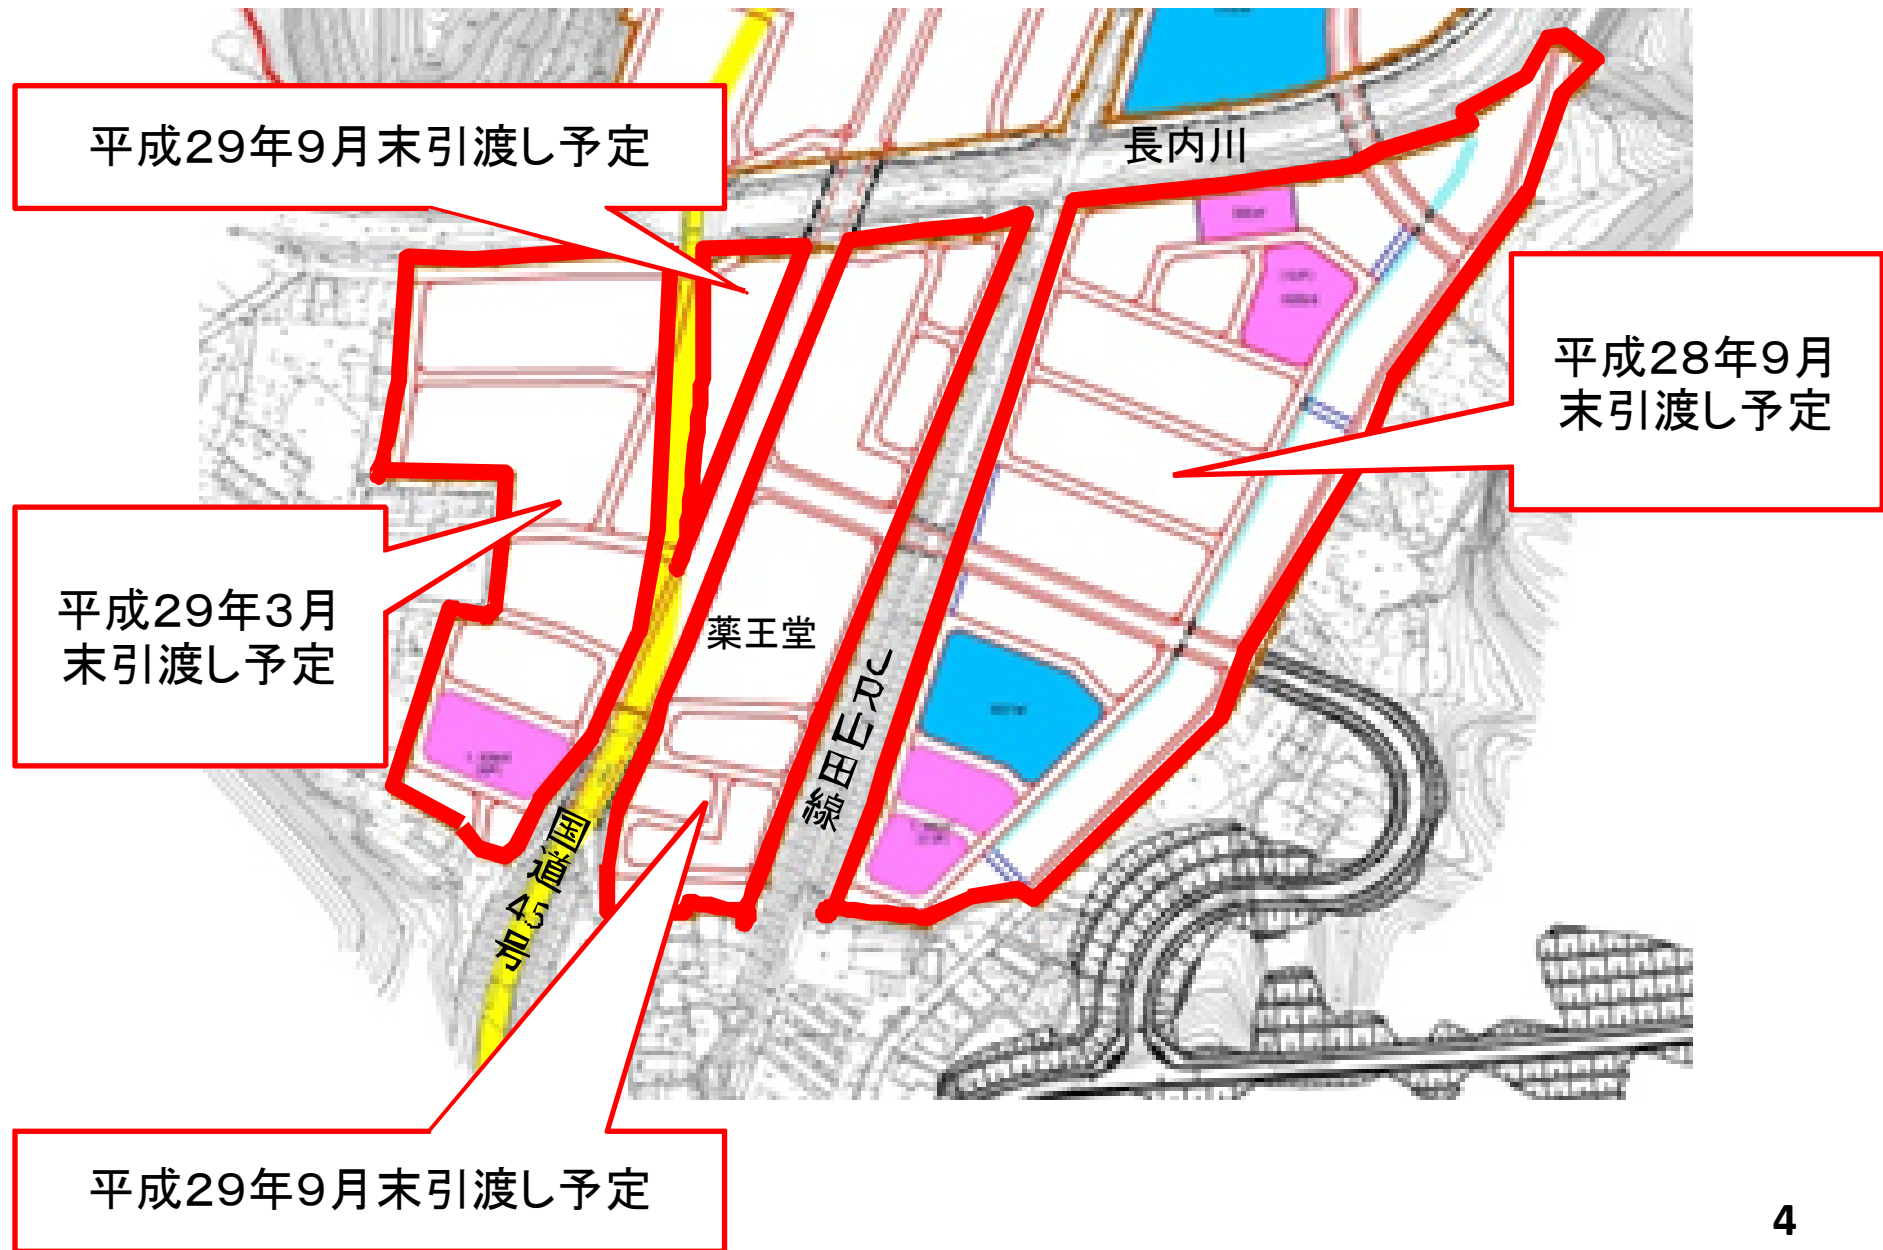 平成29年9月末引渡し予定
長内川
平成28年9月
末引渡し予定
平成29年3月
末引渡し予定
薬王堂
JR山田線
国道45号
平成29年9月末引渡し予定
4